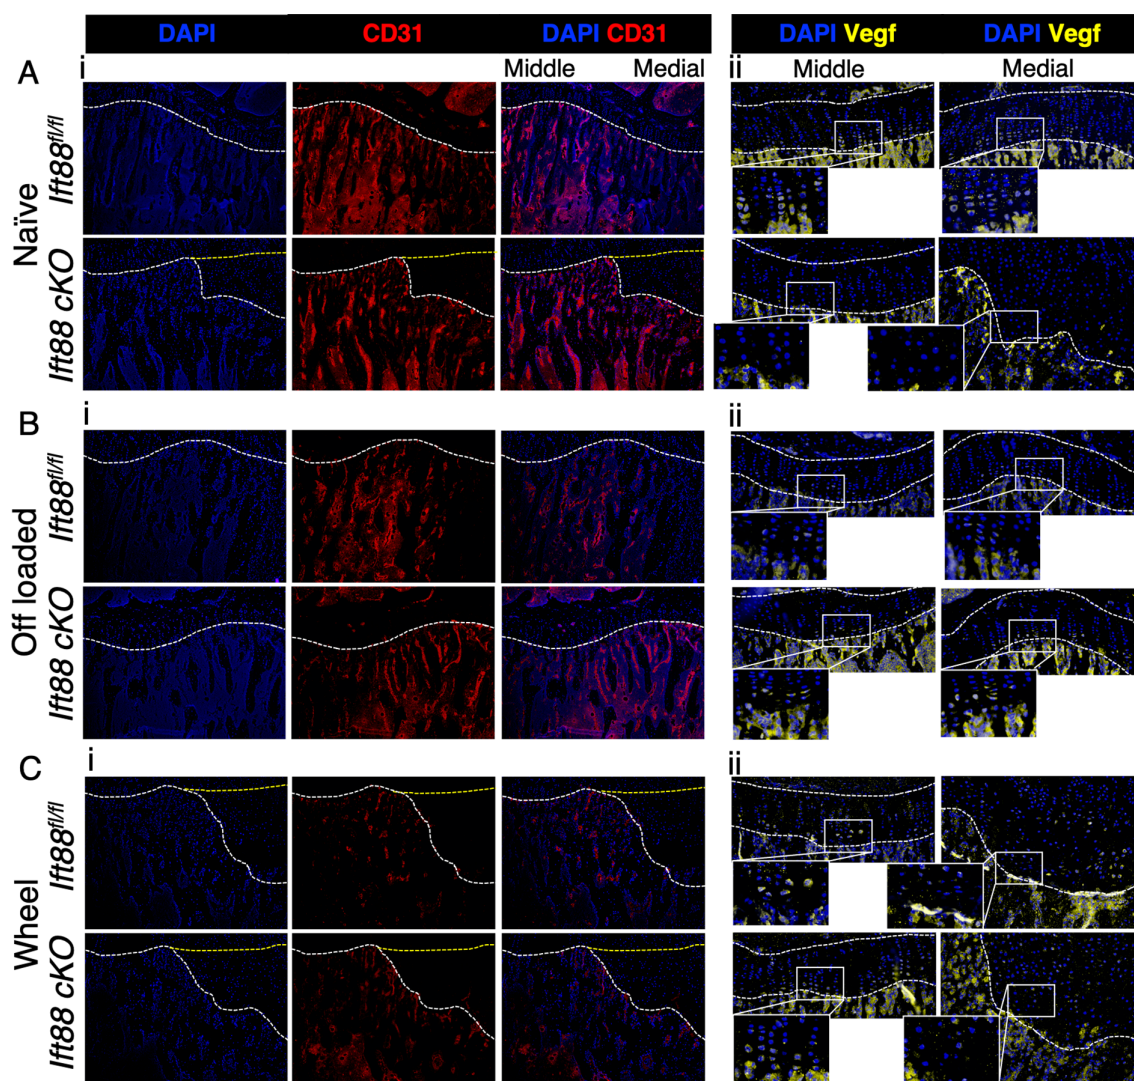 DAPI CD31 DAPI CD31 DAPI Vegf DAPI Vegf
A i Middle Medial ii Middle Medial
Naïve
Ift88fl/fl
Ift88 cKO
B i ii
Off loaded
Ift88fl/fl
Ift88 cKO
C i ii
Wheel
Ift88fl/fl
Ift88 cKO